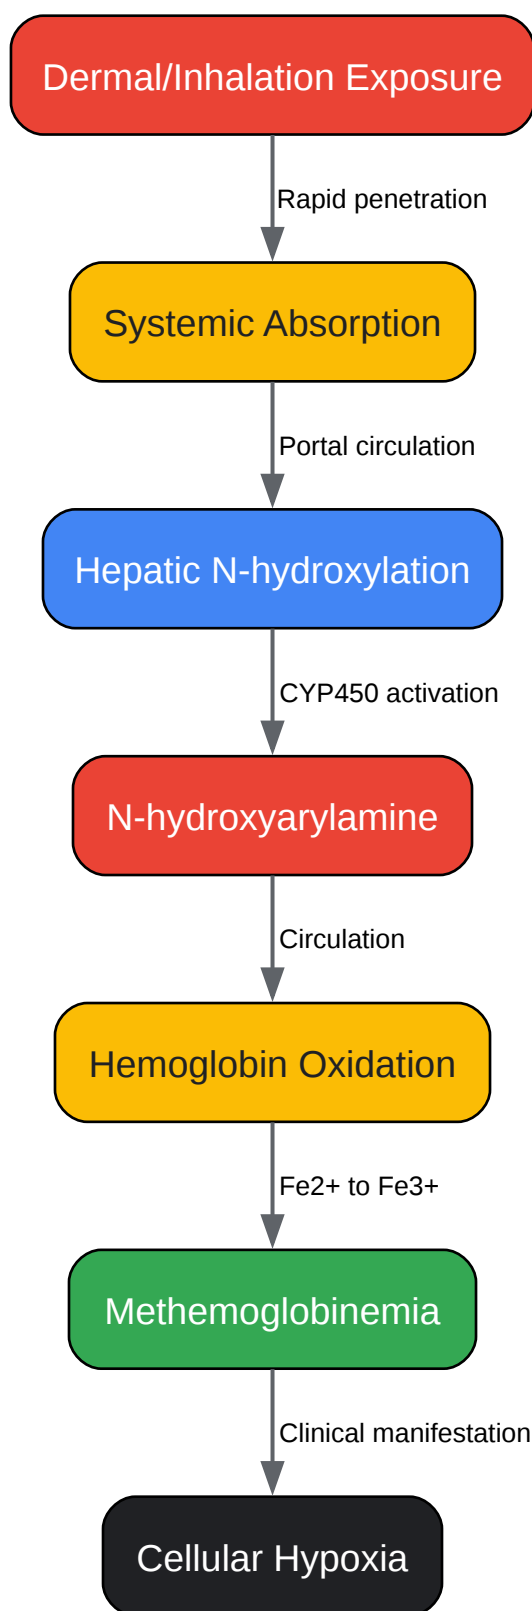 Dermal/Inhalation Exposure
Rapid penetration
Systemic Absorption
Portal circulation
Hepatic N-hydroxylation
CYP450 activation
N-hydroxyarylamine
Circulation
Hemoglobin Oxidation
Fe2+ to Fe3+
Methemoglobinemia
Clinical manifestation
Cellular Hypoxia